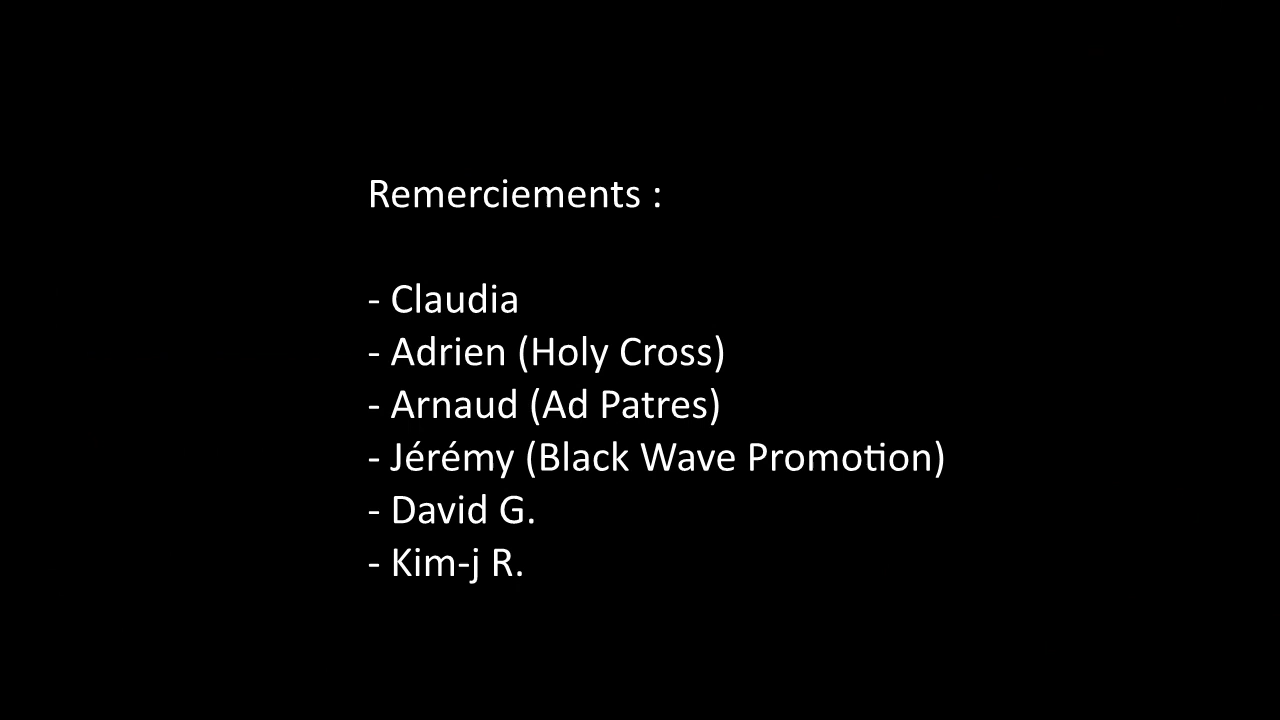 Remerciements :
- Claudia
- Adrien (Holy Cross)
- Arnaud (Ad Patres)
- Jérémy (Black Wave Promotion)
- David G.
- Kim-j R.